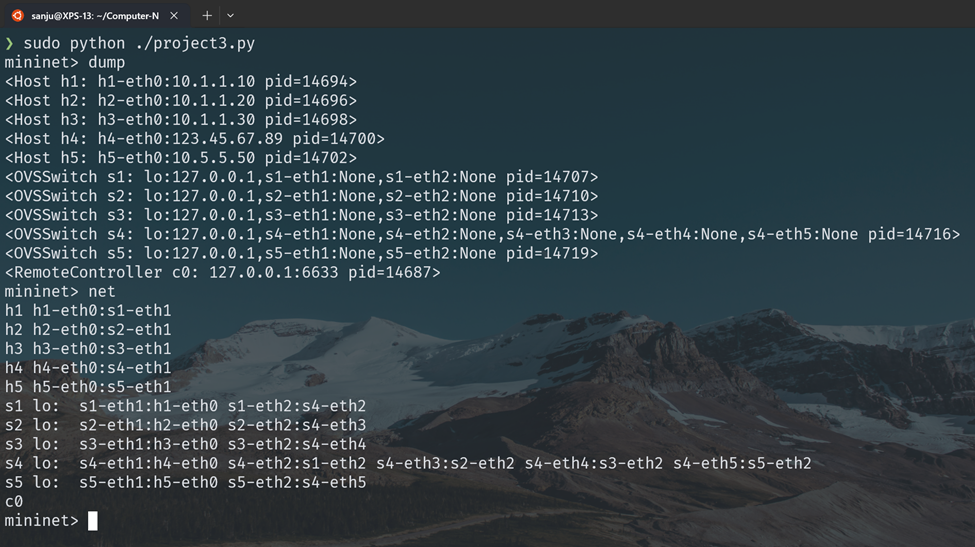 sanju@XPS-13: ~/Computer-N
❯ sudo python ./project3.py
mininet> dump
<Host h1: h1-eth0:10.1.1.10 pid=14694>
<Host h2: h2-eth0:10.1.1.20 pid=14696>
<Host h3: h3-eth0:10.1.1.30 pid=14698>
<Host h4: h4-eth0:123.45.67.89 pid=14700>
<Host h5: h5-eth0:10.5.5.50 pid=14702>
<OVSSwitch s1: lo:127.0.0.1,s1-eth1:None,s1-eth2:None pid=14707>
<OVSSwitch s2: lo:127.0.0.1,s2-eth1:None,s2-eth2:None pid=14710>
<OVSSwitch s3: lo:127.0.0.1,s3-eth1:None,s3-eth2:None pid=14713>
<OVSSwitch s4: lo:127.0.0.1,s4-eth1:None,s4-eth2:None,s4-eth3:None,s4-eth4:None,s4-eth5:None pid=14716>
<OVSSwitch s5: lo:127.0.0.1,s5-eth1:None,s5-eth2:None pid=14719>
<RemoteController c0: 127.0.0.1:6633 pid=14687>
mininet> net
h1 h1-eth0:s1-eth1
h2 h2-eth0:s2-eth1
h3 h3-eth0:s3-eth1
h4 h4-eth0:s4-eth1
h5 h5-eth0:s5-eth1
s1 lo:  s1-eth1:h1-eth0 s1-eth2:s4-eth2
s2 lo:  s2-eth1:h2-eth0 s2-eth2:s4-eth3
s3 lo:  s3-eth1:h3-eth0 s3-eth2:s4-eth4
s4 lo:  s4-eth1:h4-eth0 s4-eth2:s1-eth2 s4-eth3:s2-eth2 s4-eth4:s3-eth2 s4-eth5:s5-eth2
s5 lo:  s5-eth1:h5-eth0 s5-eth2:s4-eth5
c0
mininet>